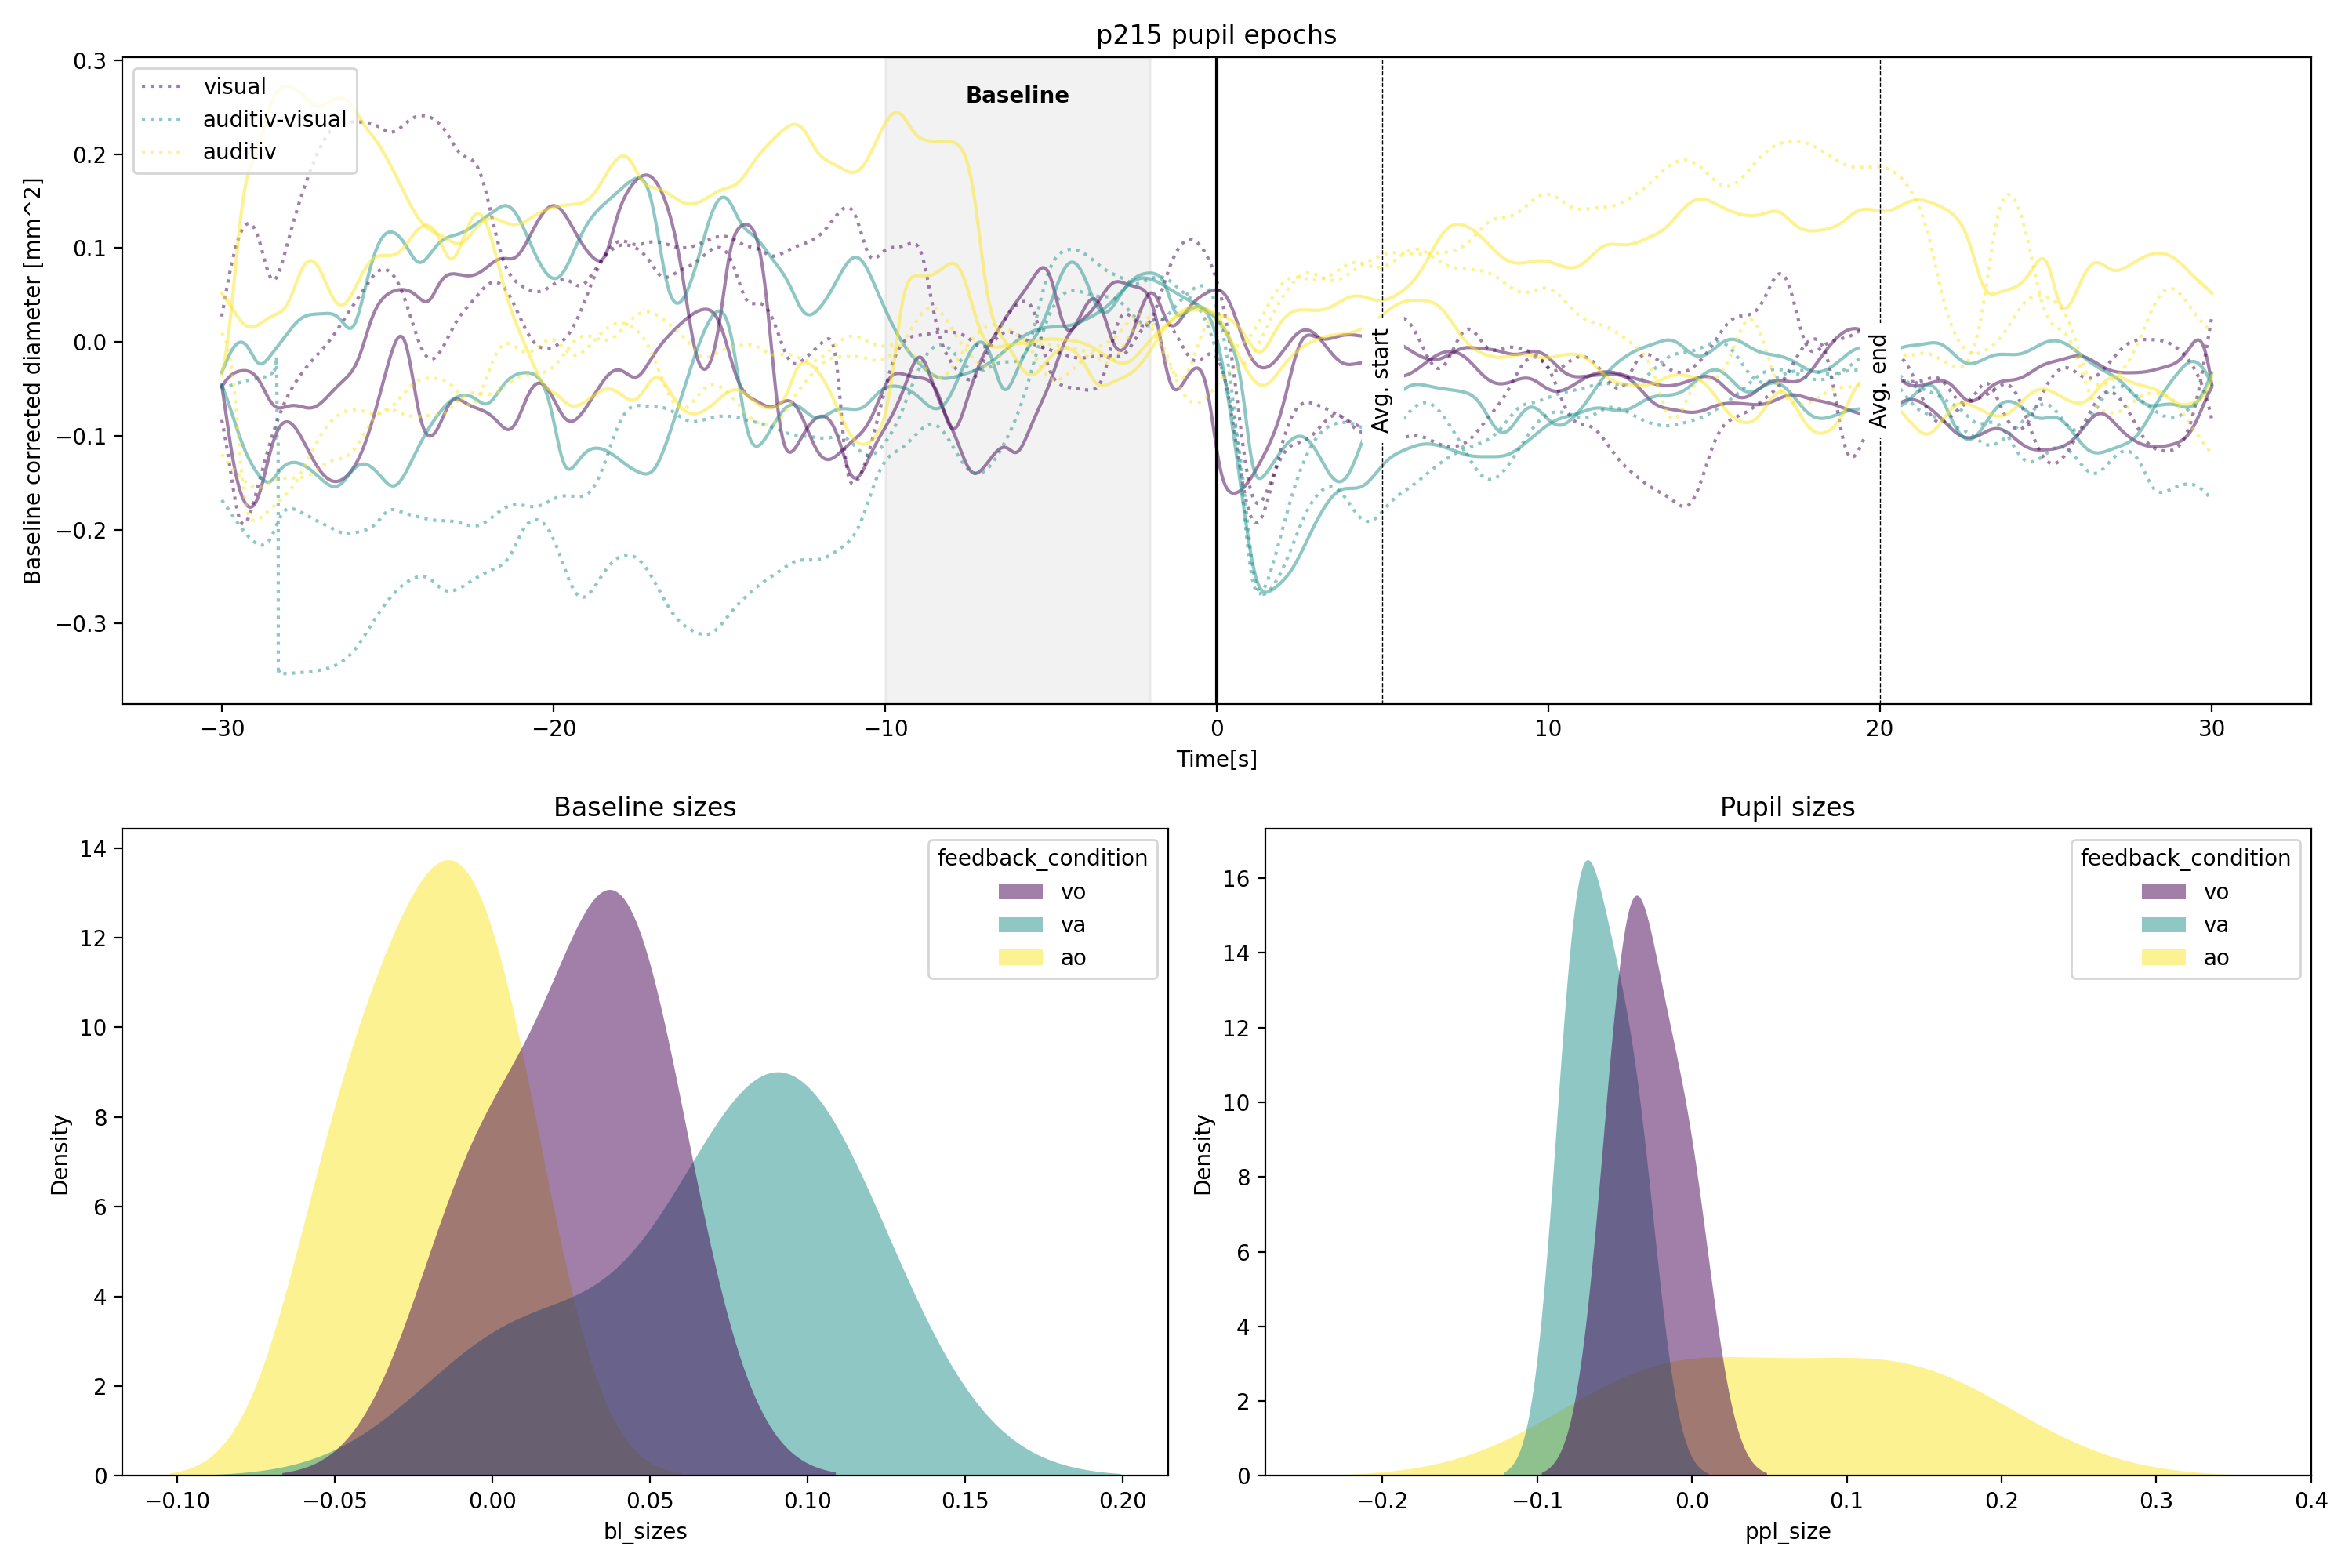 p215 pupil epochs
0.3
0.2
0.1
0.0
−0.1
−0.2
−0.3
Baseline corrected diameter [mm^2]
visual
auditiv-visual
auditiv
Baseline
Avg. start
Avg. end
−30
−20
−10
0
10
20
30
Time[s]
Baseline sizes
14
12
10
8
6
4
2
0
Density
feedback_condition
vo
va
ao
−0.10
−0.05
0.00
0.05
0.10
0.15
0.20
bl_sizes
Pupil sizes
16
14
12
10
8
6
4
2
0
Density
feedback_condition
vo
va
ao
−0.2
−0.1
0.0
0.1
0.2
0.3
0.4
ppl_size